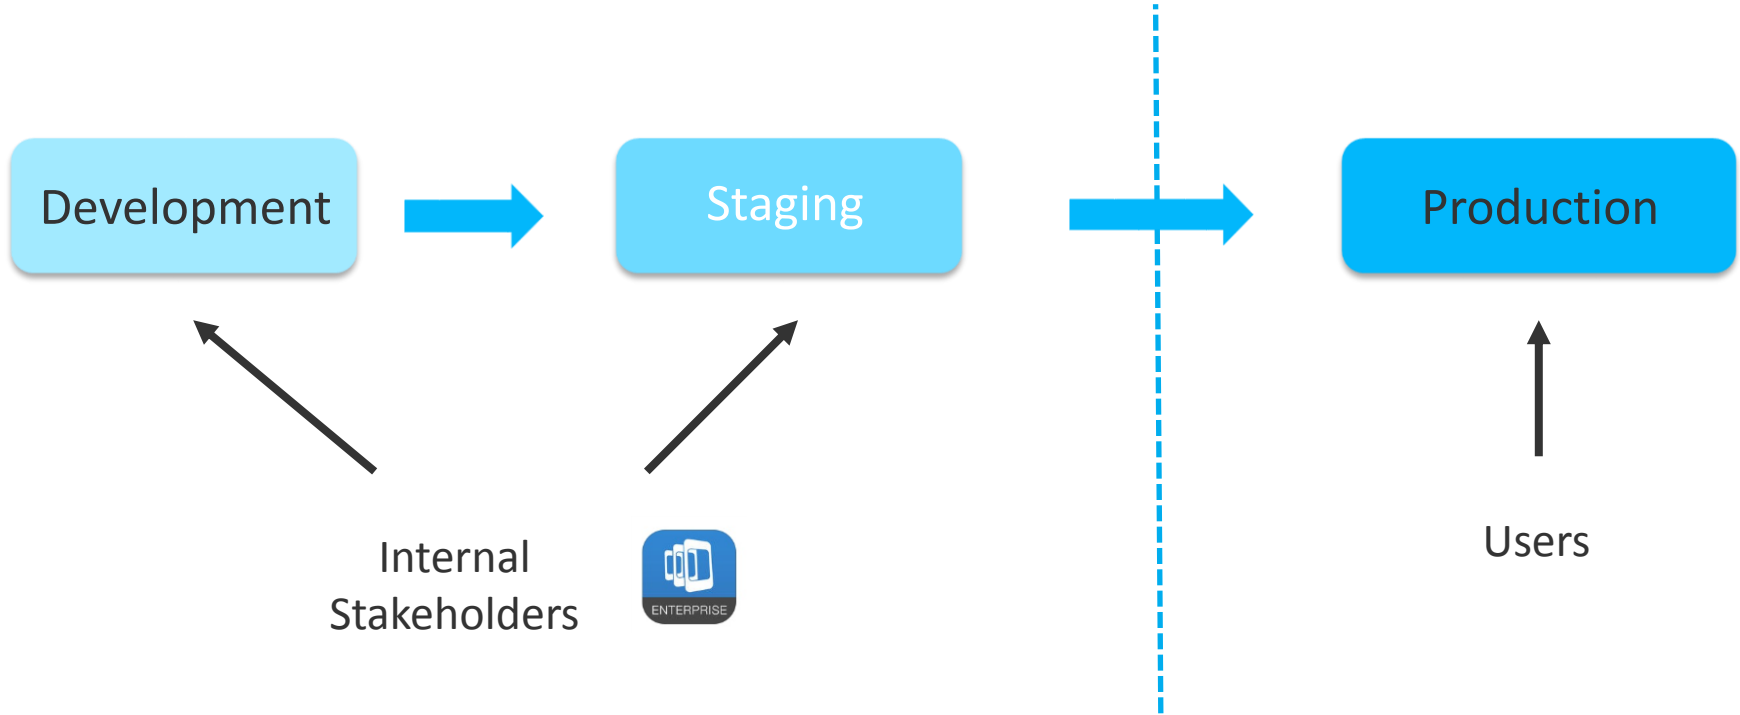 Development
Staging
Production
Internal
Stakeholders
ENTERPRISE
Users